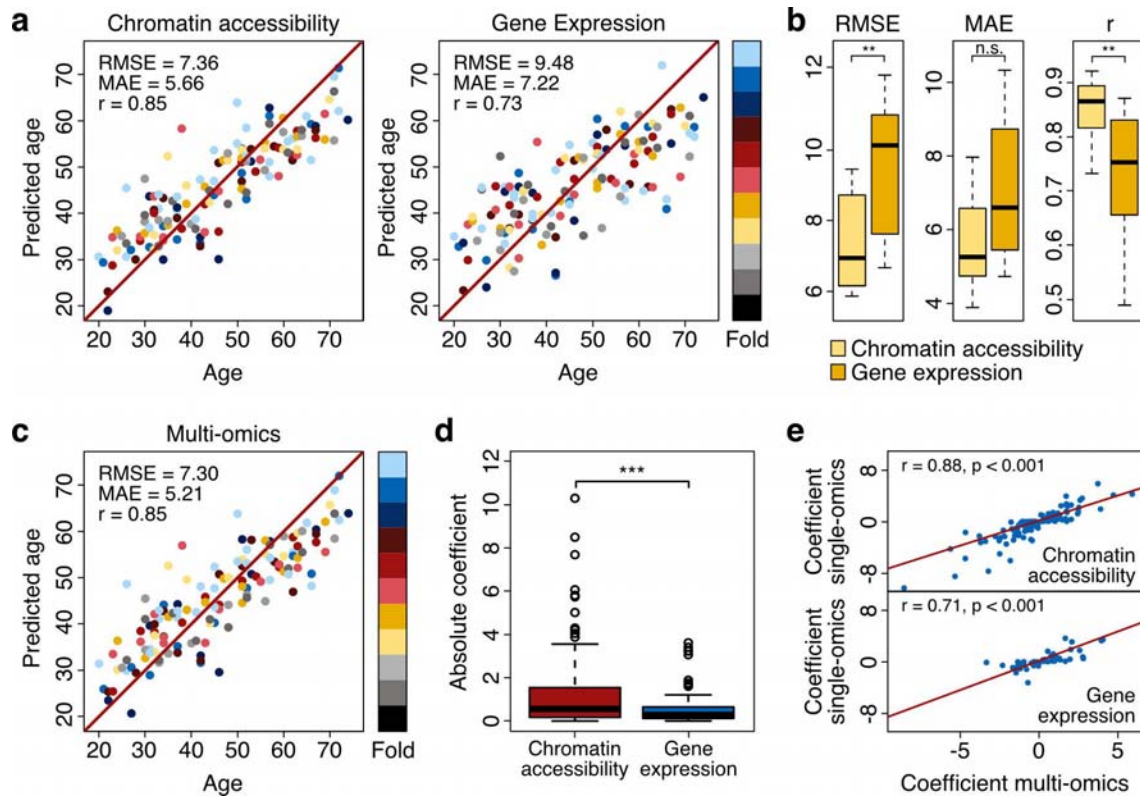 a
Chromatin accessibility
RMSE = 7.36
MAE = 5.66
r = 0.85
Predicted age
70
60
50
40
30
20
20 30 40 50 60 70
Age
Gene Expression
RMSE = 9.48
MAE = 7.22
r = 0.73
Predicted age
70
60
50
40
30
20
20 30 40 50 60 70
Age
Fold
b
RMSE
**
12
10
8
6
MAE
n.s.
10
8
6
4
r
**
0.9
0.8
0.7
0.6
0.5
Chromatin accessibility
Gene expression
c
Multi-omics
RMSE = 7.30
MAE = 5.21
r = 0.85
Predicted age
70
60
50
40
30
20
20 30 40 50 60 70
Age
Fold
d
Absolute coefficient
12
10
8
6
4
2
0
***
Chromatin
accessibility
Gene
expression
e
Coefficient
single-omics
8
0
-8
r = 0.88, p < 0.001
Chromatin
accessibility
Coefficient
single-omics
8
0
-8
r = 0.71, p < 0.001
Gene
expression
-5 0 5
Coefficient multi-omics